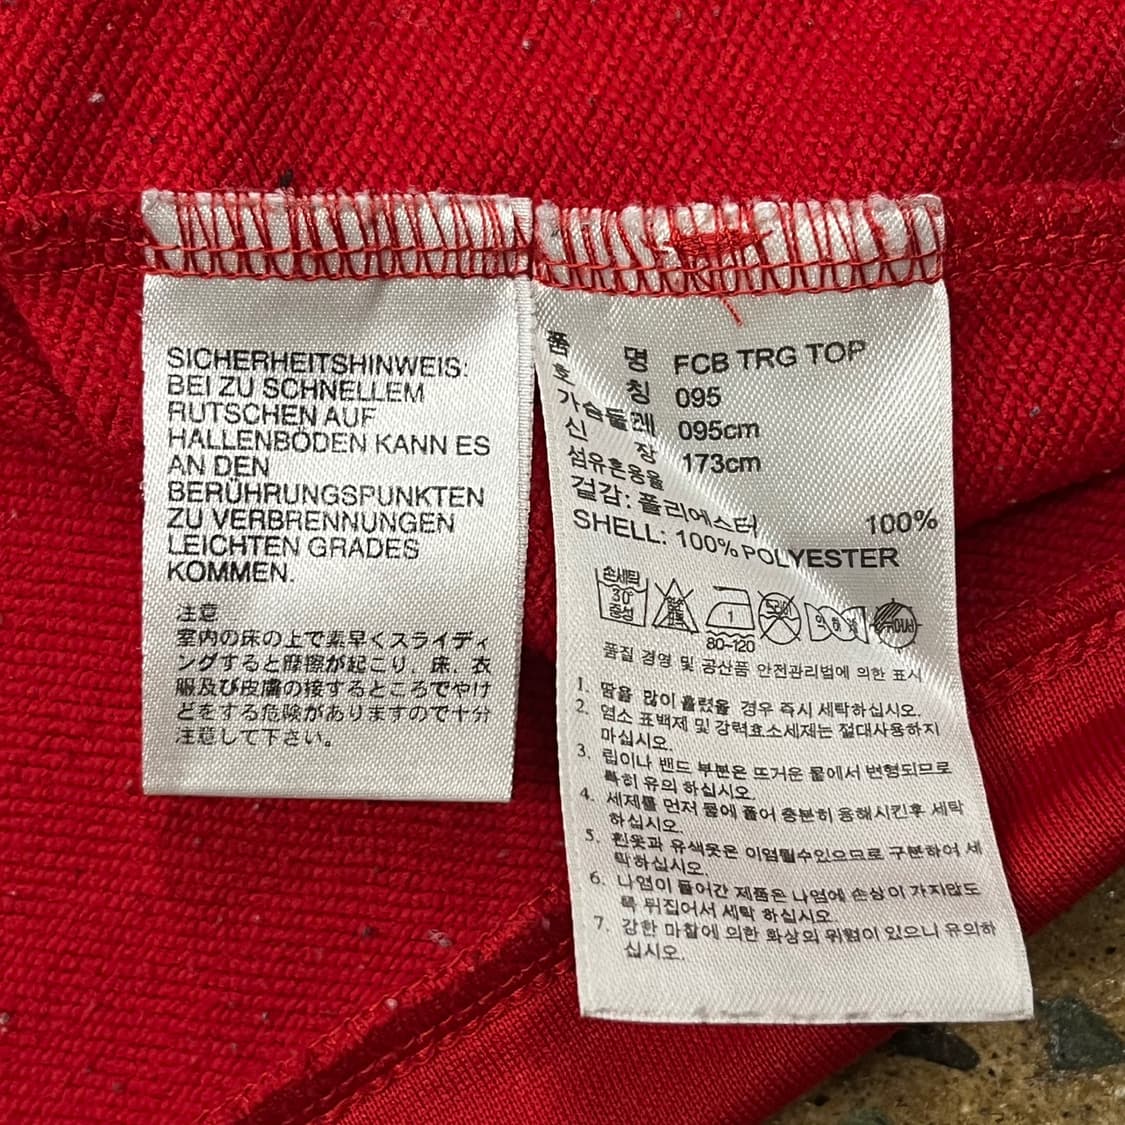 SICHERHEITSHINWEIS:
BEI ZU SCHNELLEM
RUTSCHEN AUF
HALLENBÖDEN KANN ES
AN DEN
BERÜHRUNGSPUNKTEN
ZU VERBRENNUNGEN
LEICHTEN GRADES
KOMMEN.
注意
室内の床の上で素早くスライディ
ングすると摩擦が起こり、床、衣
服及び皮膚の接するところでやけ
どをする危険がありますので十分
注意して下さい。
품 명 FCB TRG TOP
호 칭 095
가슴둘레 095cm
신 장 173cm
섬유혼용율
겉감: 폴리에스터 100%
SHELL: 100% POLYESTER
손세탁
30°
중성
1
80~120
품질 경영 및 공산품 안전관리법에 의한 표시
1. 땀을 많이 흘렸을 경우 즉시 세탁하십시오.
2. 염소 표백제 및 강력효소세제는 절대사용하지
마십시오.
3. 립이나 밴드 부분은 뜨거운 물에서 변형되므로
특히 유의 하십시오.
4. 세제를 먼저 물에 풀어 충분히 용해시킨후 세탁
하십시오.
5. 흰옷과 유색옷은 이염될수있으므로 구분하여 세
탁하십시오.
6. 나염이 들어간 제품은 나염에 손상이 가지않도
록 뒤집어서 세탁 하십시오.
7. 강한 마찰에 의한 화상의 위험이 있으니 유의하
십시오.